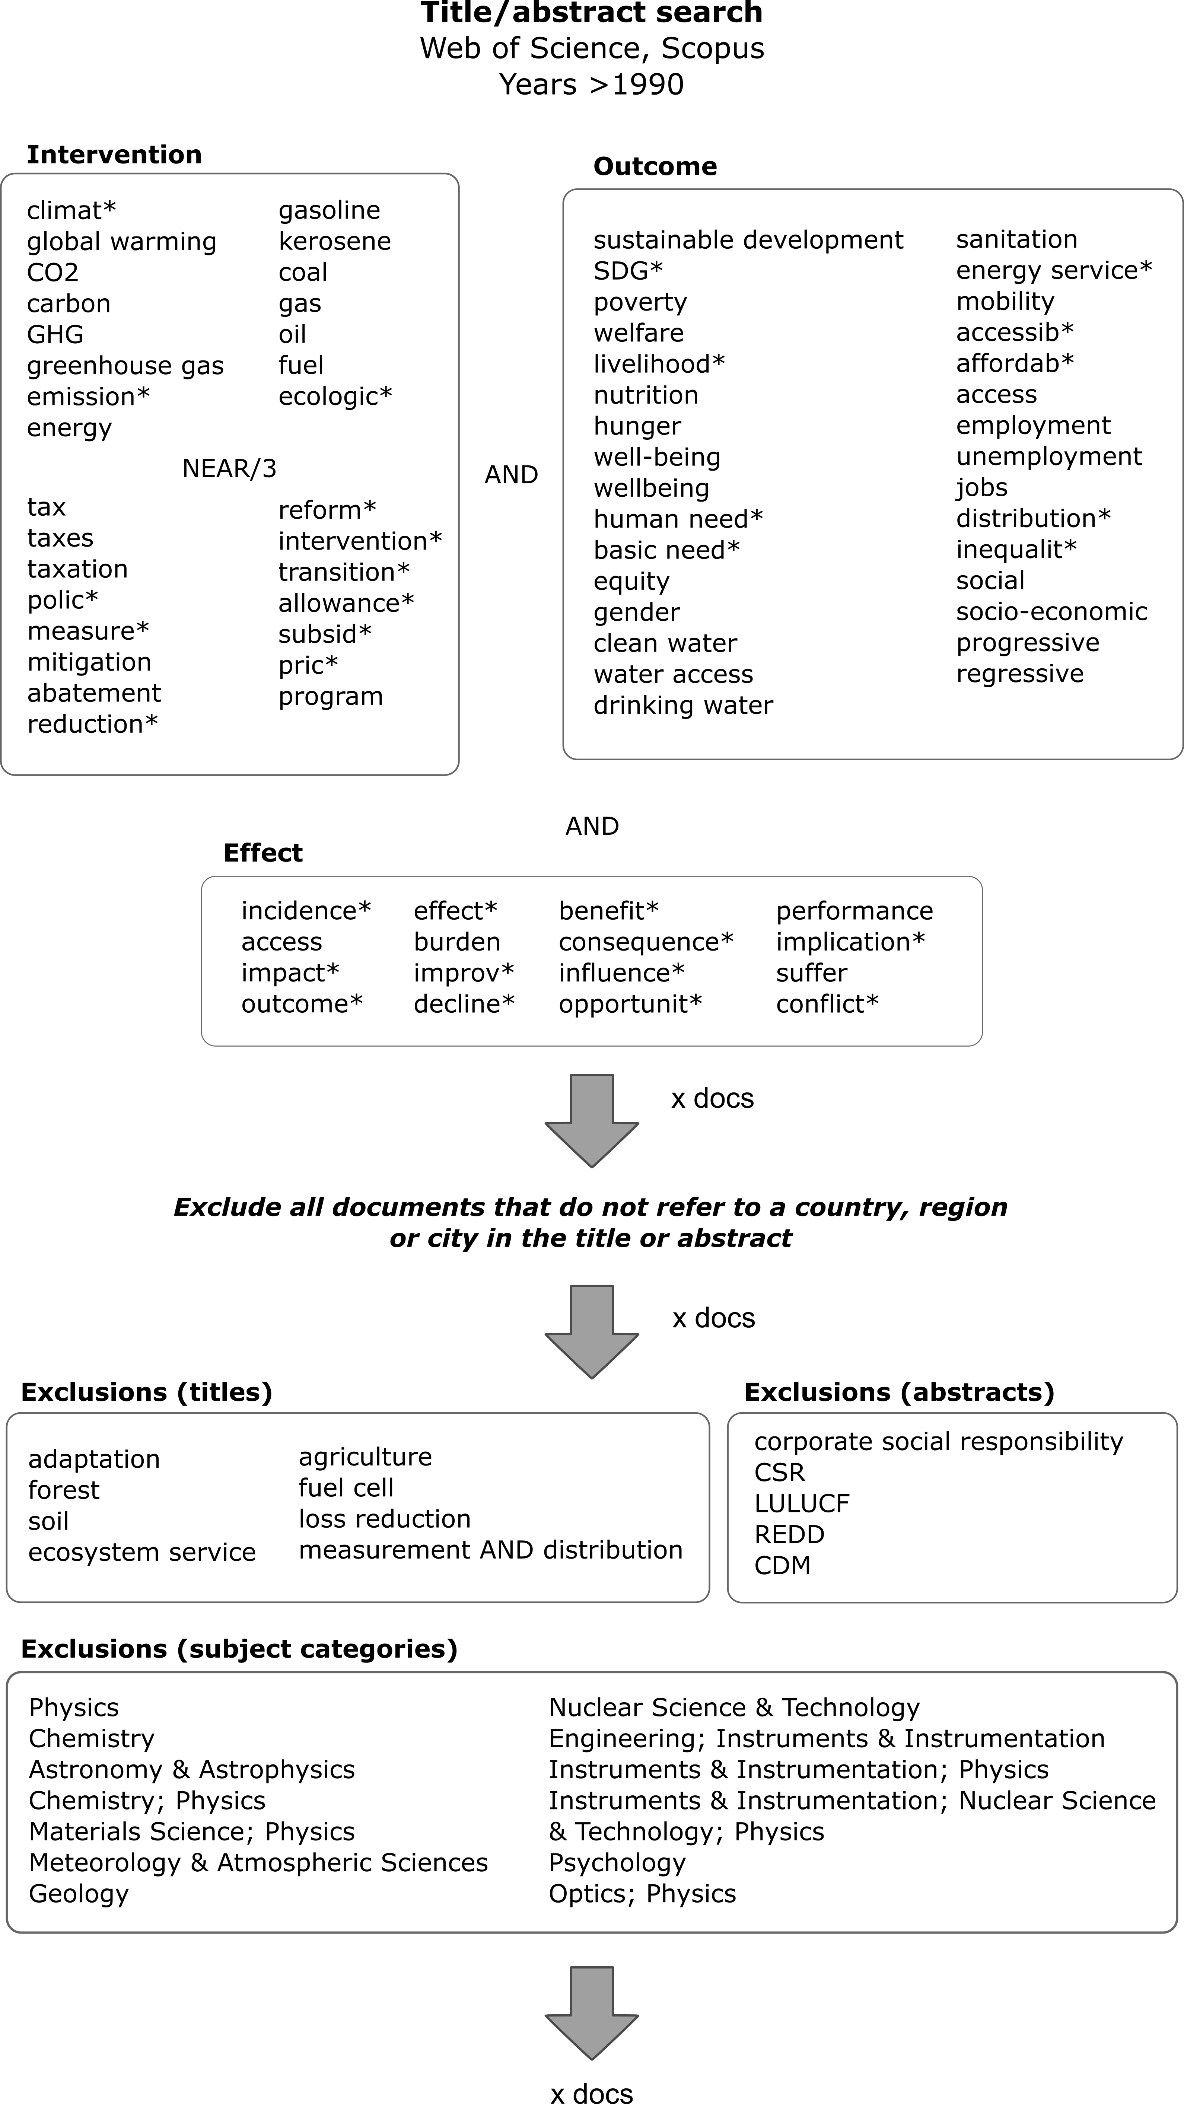 Title/abstract search
Web of Science, Scopus
Years >1990
Intervention
climat*
global warming
CO2
carbon
GHG
greenhouse gas
emission*
energy
gasoline
kerosene
coal
gas
oil
fuel
ecologic*
NEAR/3
tax
taxes
taxation
polic*
measure*
mitigation
abatement
reduction*
reform*
intervention*
transition*
allowance*
subsid*
pric*
program
AND
Outcome
sustainable development
SDG*
poverty
welfare
livelihood*
nutrition
hunger
well-being
wellbeing
human need*
basic need*
equity
gender
clean water
water access
drinking water
sanitation
energy service*
mobility
accessib*
affordab*
access
employment
unemployment
jobs
distribution*
inequalit*
social
socio-economic
progressive
regressive
AND
Effect
incidence*
access
impact*
outcome*
effect*
burden
improv*
decline*
benefit*
consequence*
influence*
opportunit*
performance
implication*
suffer
conflict*
x docs
Exclude all documents that do not refer to a country, region
or city in the title or abstract
x docs
Exclusions (titles)
adaptation
forest
soil
ecosystem service
agriculture
fuel cell
loss reduction
measurement AND distribution
Exclusions (abstracts)
corporate social responsibility
CSR
LULUCF
REDD
CDM
Exclusions (subject categories)
Physics
Chemistry
Astronomy & Astrophysics
Chemistry; Physics
Materials Science; Physics
Meteorology & Atmospheric Sciences
Geology
Nuclear Science & Technology
Engineering; Instruments & Instrumentation
Instruments & Instrumentation; Physics
Instruments & Instrumentation; Nuclear Science
& Technology; Physics
Psychology
Optics; Physics
x docs